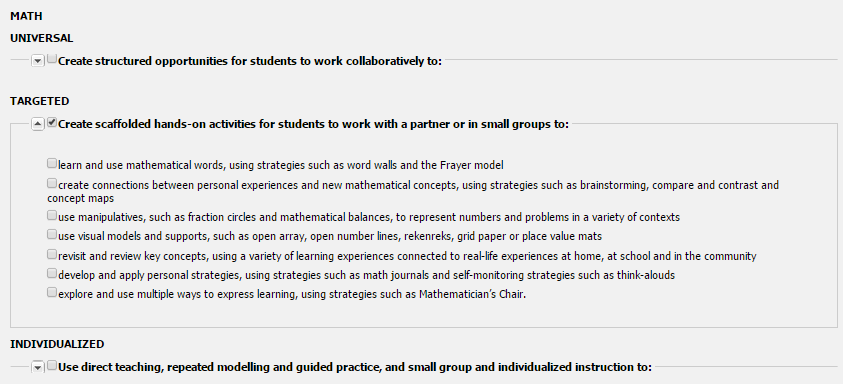 MATH
UNIVERSAL
Create structured opportunities for students to work collaboratively to:
TARGETED
Create scaffolded hands-on activities for students to work with a partner or in small groups to:
learn and use mathematical words, using strategies such as word walls and the Frayer model
create connections between personal experiences and new mathematical concepts, using strategies such as brainstorming, compare and contrast and
concept maps
use manipulatives, such as fraction circles and mathematical balances, to represent numbers and problems in a variety of contexts
use visual models and supports, such as open array, open number lines, rekenreks, grid paper or place value mats
revisit and review key concepts, using a variety of learning experiences connected to real-life experiences at home, at school and in the community
develop and apply personal strategies, using strategies such as math journals and self-monitoring strategies such as think-alouds
explore and use multiple ways to express learning, using strategies such as Mathematician's Chair.
INDIVIDUALIZED
Use direct teaching, repeated modelling and guided practice, and small group and individualized instruction to: